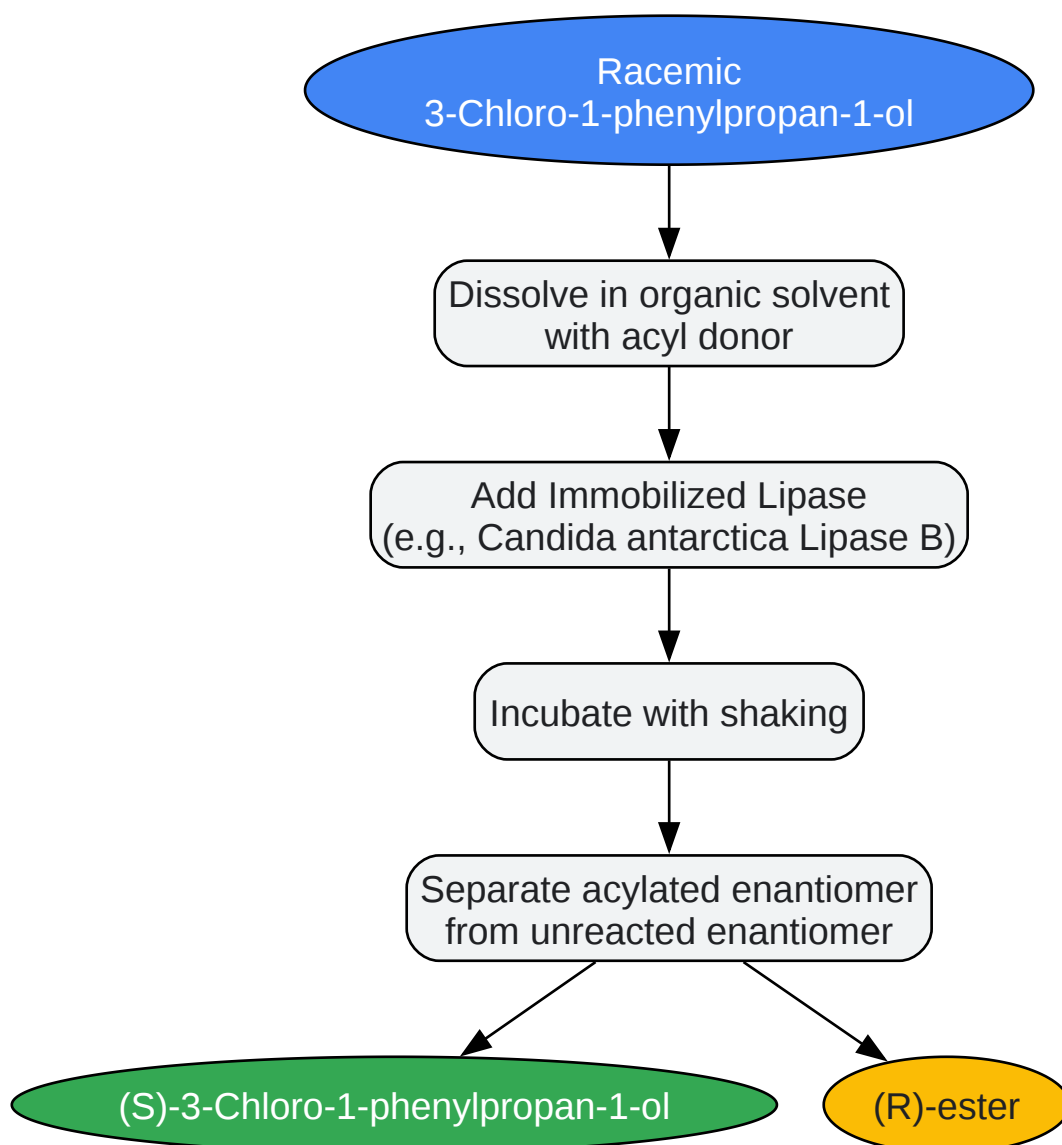 Racemic
3-Chloro-1-phenylpropan-1-ol
Dissolve in organic solvent
with acyl donor
Add Immobilized Lipase
(e.g., Candida antarctica Lipase B)
Incubate with shaking
Separate acylated enantiomer
from unreacted enantiomer
(S)-3-Chloro-1-phenylpropan-1-ol
(R)-ester